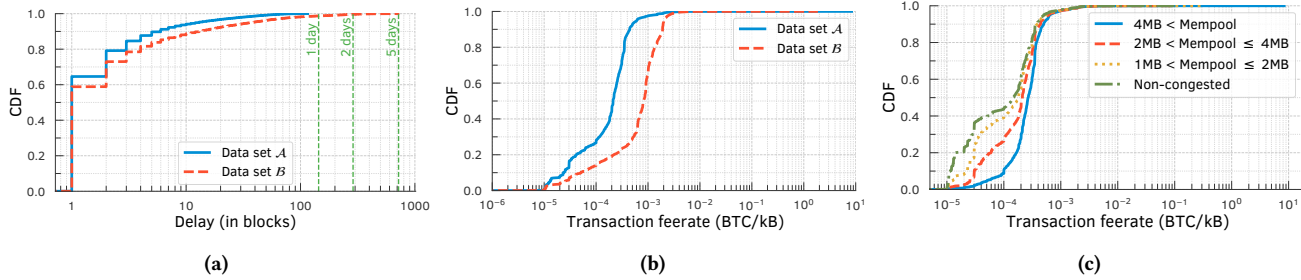 CDF
1.0
0.8
0.6
0.4
0.2
0.0
1 day
2 days
5 days
Data set 𝒜
Data set ℬ
1
10
100
1000
Delay (in blocks)
(a)
CDF
1.0
0.8
0.6
0.4
0.2
0.0
Data set 𝒜
Data set ℬ
10⁻⁶
10⁻⁵
10⁻⁴
10⁻³
10⁻²
10⁻¹
10⁰
10¹
Transaction feerate (BTC/kB)
(b)
CDF
1.0
0.8
0.6
0.4
0.2
0.0
4MB < Mempool
2MB < Mempool ≤ 4MB
1MB < Mempool ≤ 2MB
Non-congested
10⁻⁵
10⁻⁴
10⁻³
10⁻²
10⁻¹
10⁰
10¹
Transaction feerate (BTC/kB)
(c)